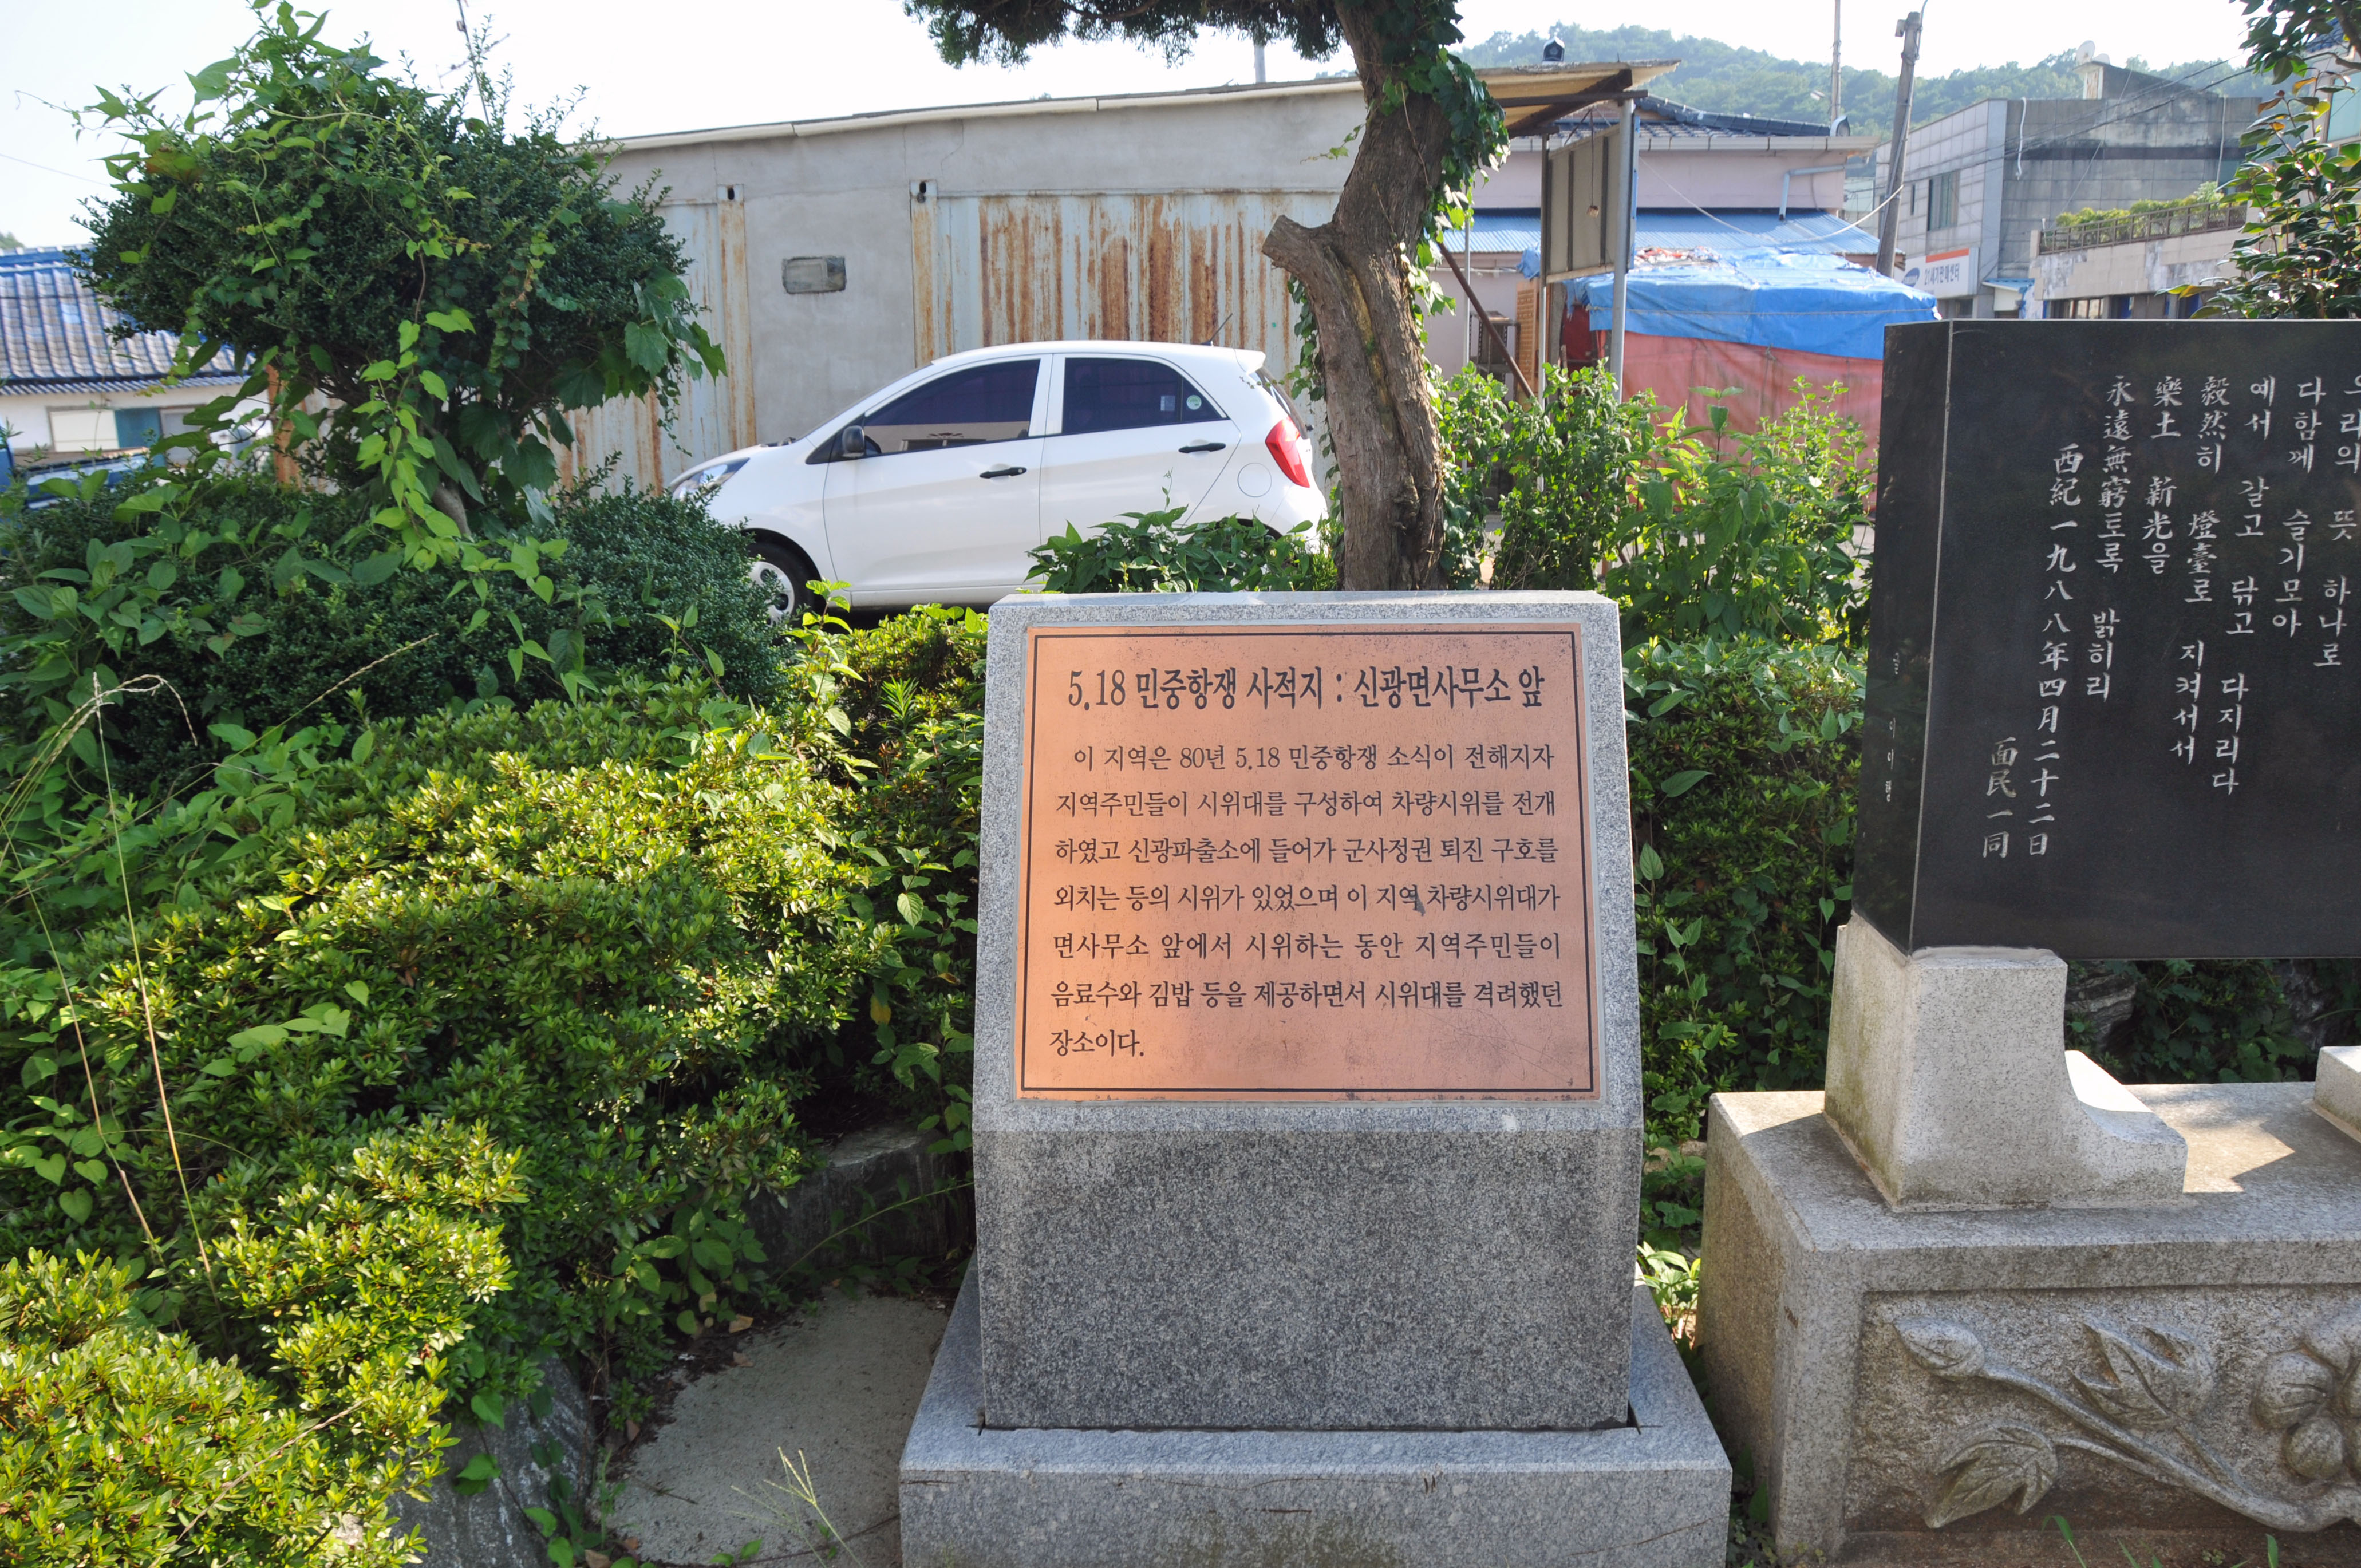 5.18 민중항쟁 사적지 : 신광면사무소 앞
이 지역은 80년 5.18 민중항쟁 소식이 전해지자
지역주민들이 시위대를 구성하여 차량시위를 전개
하였고 신광파출소에 들어가 군사정권 퇴진 구호를
외치는 등의 시위가 있었으며 이 지역 차량시위대가
면사무소 앞에서 시위하는 동안 지역주민들이
음료수와 김밥 등을 제공하면서 시위대를 격려했던
장소이다.
우리의 뜻 하나로
다함께 슬기모아
예서 갈고 닦고 다지리다
毅然히 燈臺로 지켜서서
樂土 新光을
永遠無窮토록 밝히리
西紀一九八八年四月二十二日
面民一同